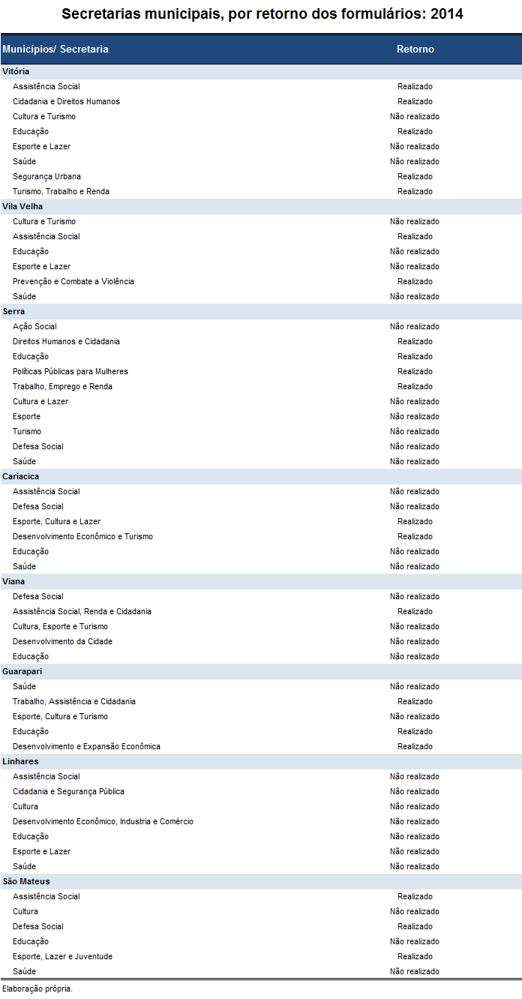 Secretarias municipais, por retorno dos formulários: 2014
Municípios/ Secretaria Retorno
Vitória
Assistência Social Realizado
Cidadania e Direitos Humanos Realizado
Cultura e Turismo Não realizado
Educação Realizado
Esporte e Lazer Não realizado
Saúde Não realizado
Segurança Urbana Realizado
Turismo, Trabalho e Renda Realizado
Vila Velha
Cultura e Turismo Não realizado
Assistência Social Realizado
Educação Não realizado
Esporte e Lazer Não realizado
Prevenção e Combate a Violência Realizado
Saúde Não realizado
Serra
Ação Social Não realizado
Direitos Humanos e Cidadania Realizado
Educação Realizado
Políticas Públicas para Mulheres Realizado
Trabalho, Emprego e Renda Realizado
Cultura e Lazer Não realizado
Esporte Não realizado
Turismo Não realizado
Defesa Social Não realizado
Saúde Não realizado
Cariacica
Assistência Social Não realizado
Defesa Social Não realizado
Esporte, Cultura e Lazer Realizado
Desenvolvimento Econômico e Turismo Realizado
Educação Não realizado
Saúde Não realizado
Viana
Defesa Social Não realizado
Assistência Social, Renda e Cidadania Realizado
Cultura, Esporte e Turismo Não realizado
Desenvolvimento da Cidade Não realizado
Educação Não realizado
Guarapari
Saúde Não realizado
Trabalho, Assistência e Cidadania Realizado
Esporte, Cultura e Turismo Não realizado
Educação Realizado
Desenvolvimento e Expansão Econômica Realizado
Linhares
Assistência Social Não realizado
Cidadania e Segurança Pública Não realizado
Cultura Não realizado
Desenvolvimento Econômico, Industria e Comércio Não realizado
Educação Não realizado
Esporte e Lazer Não realizado
Saúde Não realizado
São Mateus
Assistência Social Realizado
Cultura Não realizado
Defesa Social Realizado
Educação Não realizado
Esporte, Lazer e Juventude Realizado
Saúde Não realizado
Elaboração própria.